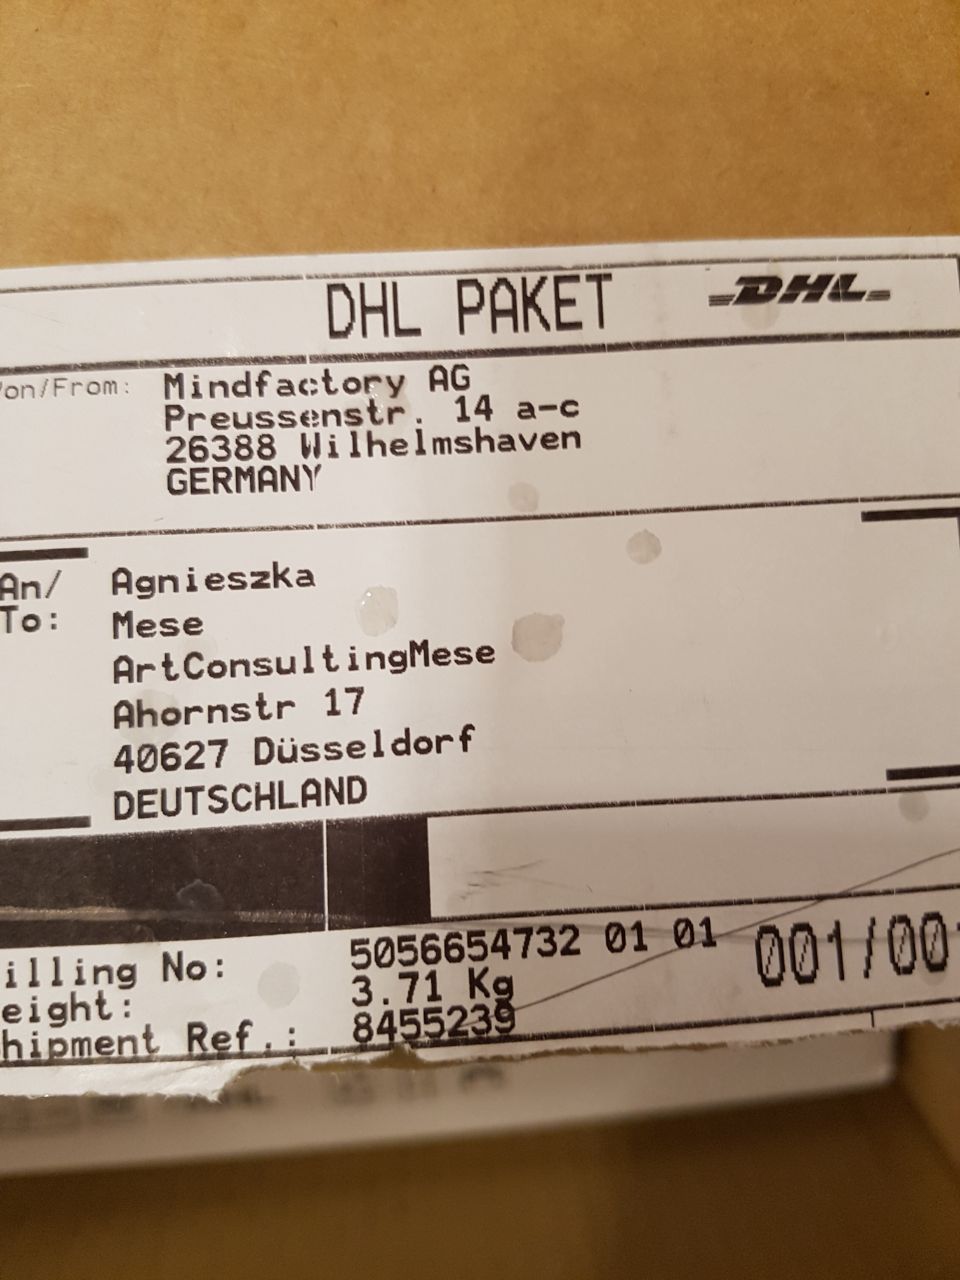 DHL PAKET DHL
Von/From: Mindfactory AG
Preussenstr. 14 a-c
26388 Wilhelmshaven
GERMANY
An/ Agnieszka
To: Mese
ArtConsultingMese
Ahornstr 17
40627 Düsseldorf
DEUTSCHLAND
illing No: 5056654732 01 01 001/00
eight: 3.71 Kg
hipment Ref.: 8455239